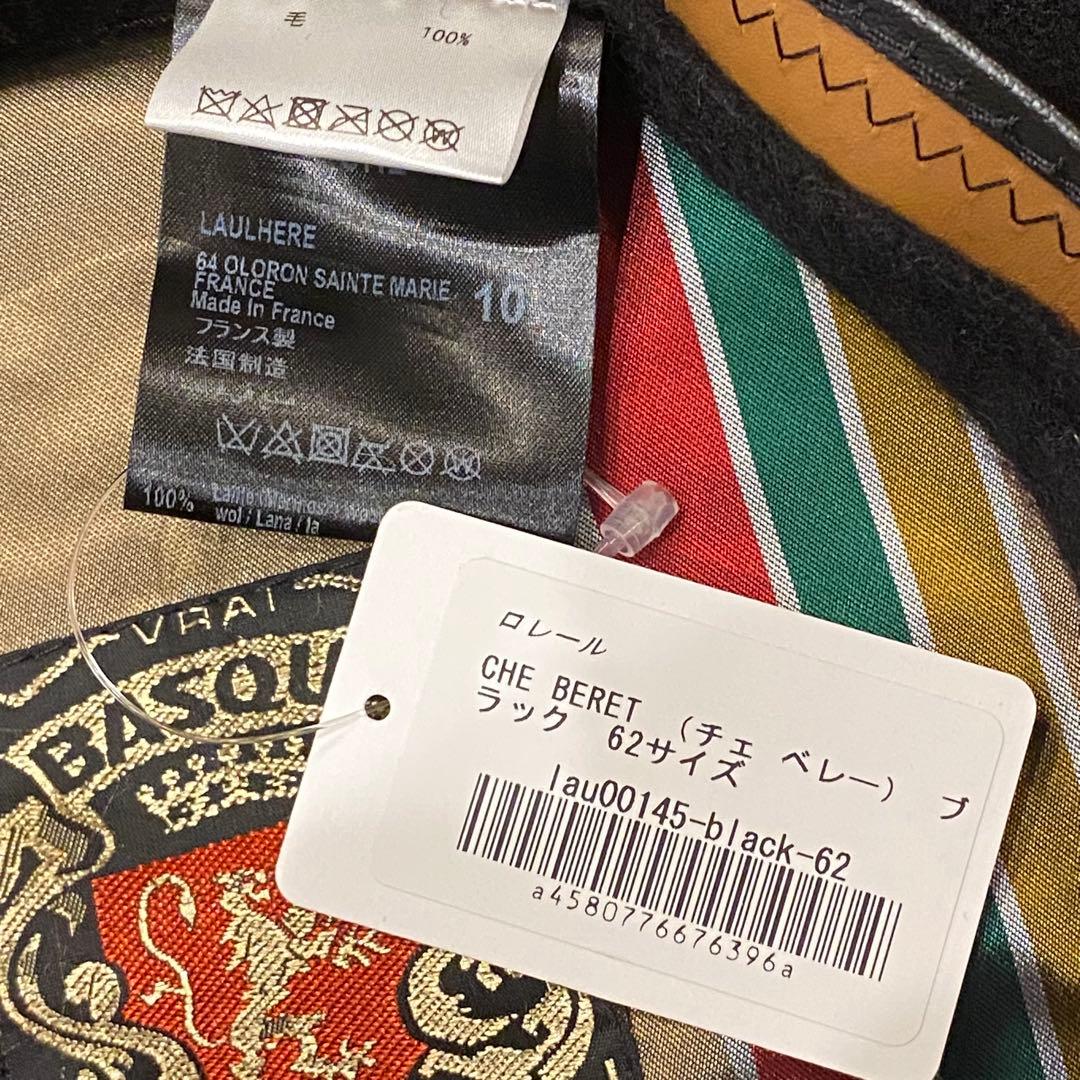 毛 100%
LAULHERE
64 OLORON SAINTE MARIE
FRANCE
10
Made In France
フランス製
法国制造
100%
wol / Lana / la
VRAI
BASQU
ロレール
CHE BERET （チェ ベレー） ブ
ラック 62サイズ
lau00145-black-62
a4580776676396a